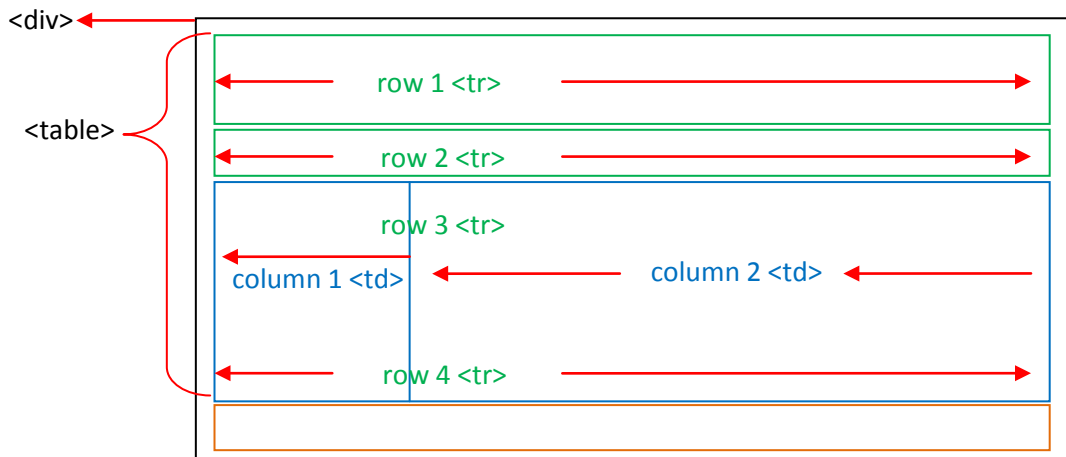 <div>
row 1 <tr>
<table>
row 2 <tr>
row 3 <tr>
column 1 <td>
column 2 <td>
row 4 <tr>